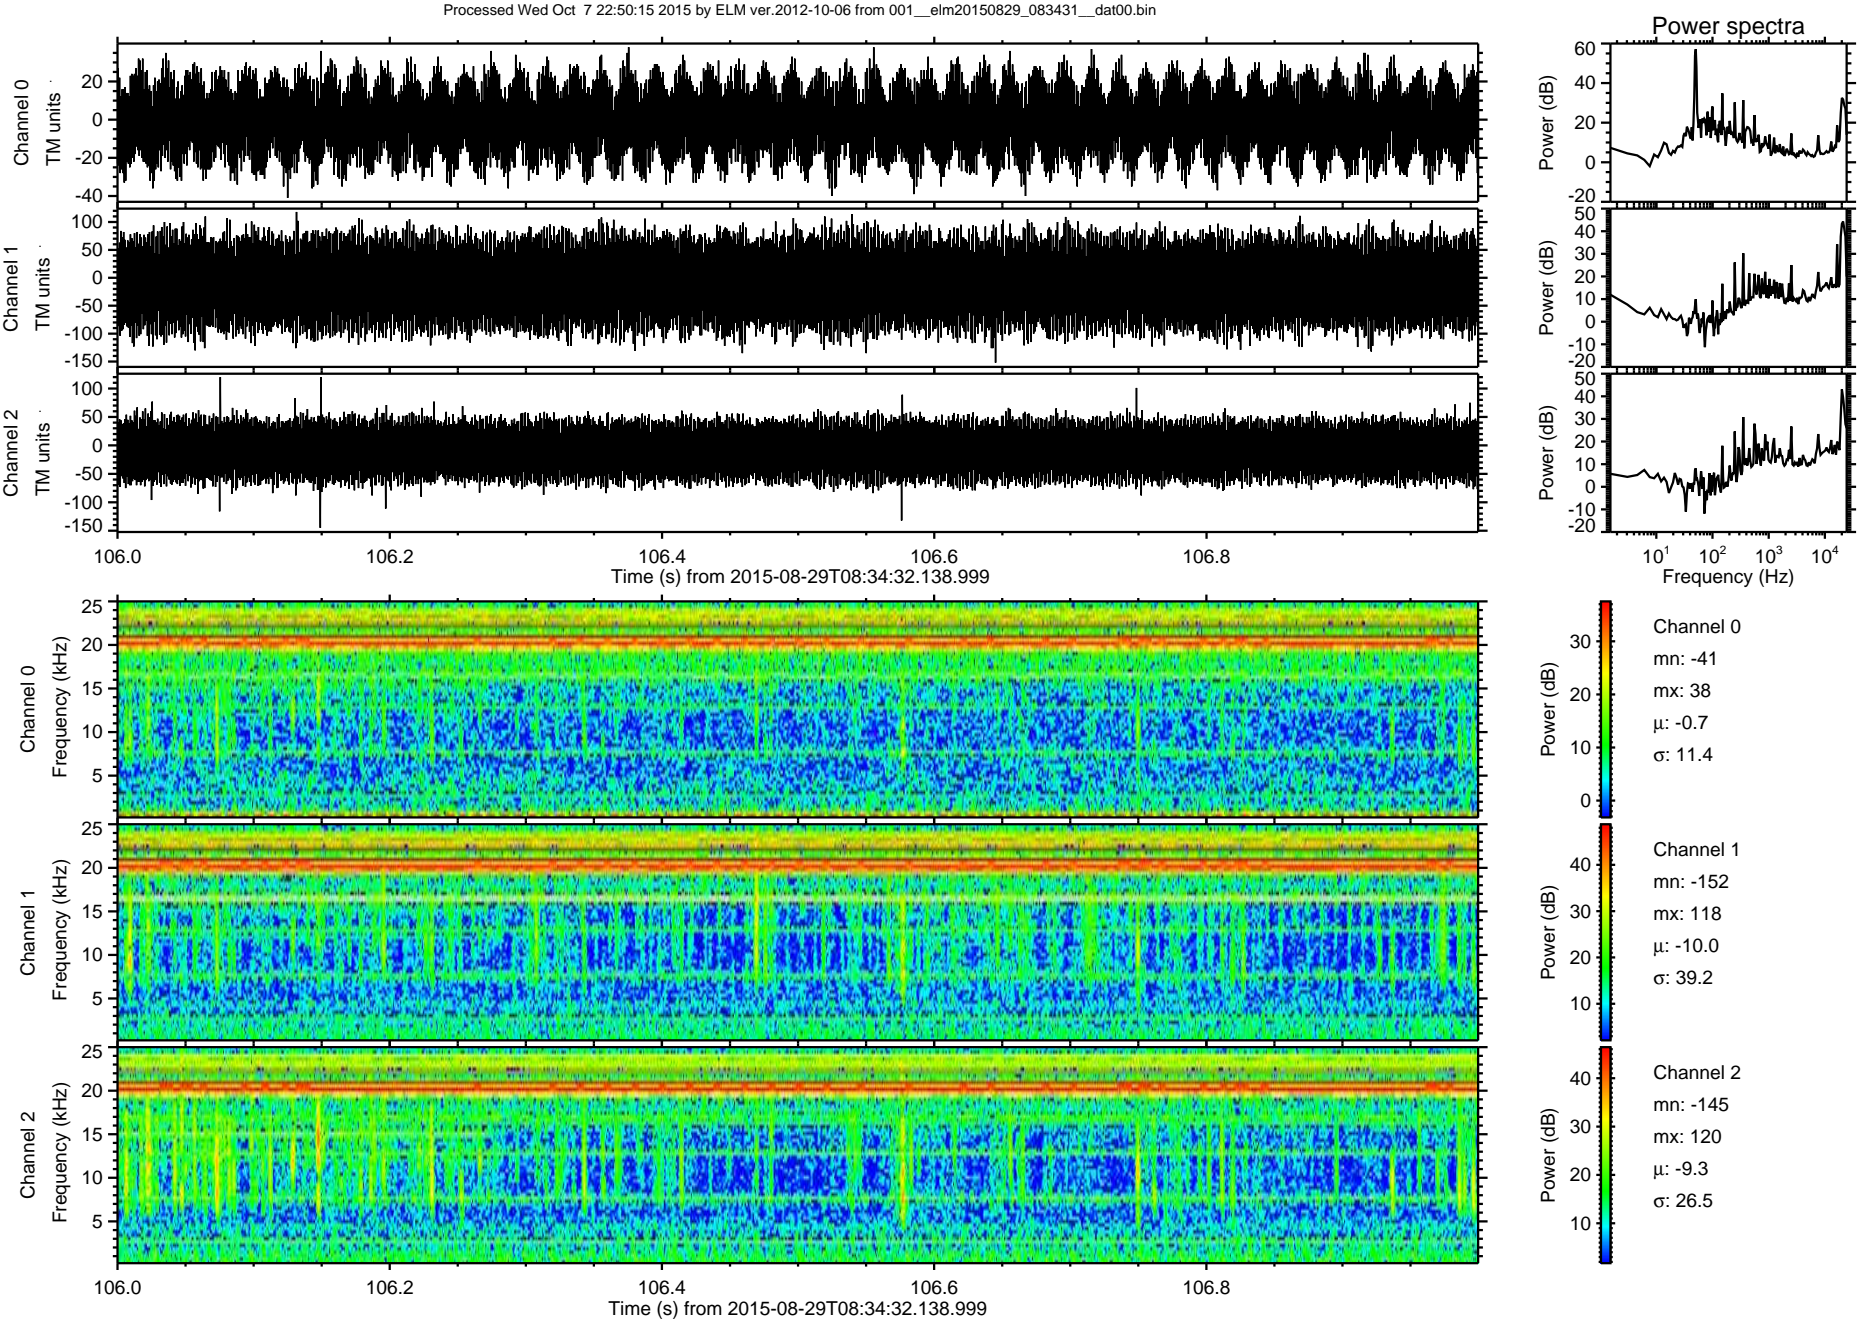 Processed Wed Oct  7 22:50:15 2015 by ELM ver.2012-10-06 from 001__elm20150829_083431__dat00.bin
Power spectra
Channel 0
TM units
20
0
-20
-40
Power (dB)
60
40
20
0
-20
Channel 1
TM units
100
50
0
-50
-100
-150
Power (dB)
50
40
30
20
10
0
-10
-20
Channel 2
TM units
100
50
0
-50
-100
-150
Power (dB)
50
40
30
20
10
0
-10
-20
106.0 106.2 106.4 106.6 106.8
Time (s) from 2015-08-29T08:34:32.138.999
10¹ 10² 10³ 10⁴
Frequency (Hz)
Channel 0
Frequency (kHz)
25
20
15
10
5
Power (dB)
30
20
10
0
Channel 0
mn: -41
mx: 38
μ: -0.7
σ: 11.4
Channel 1
Frequency (kHz)
25
20
15
10
5
Power (dB)
40
30
20
10
Channel 1
mn: -152
mx: 118
μ: -10.0
σ: 39.2
Channel 2
Frequency (kHz)
25
20
15
10
5
Power (dB)
40
30
20
10
Channel 2
mn: -145
mx: 120
μ: -9.3
σ: 26.5
106.0 106.2 106.4 106.6 106.8
Time (s) from 2015-08-29T08:34:32.138.999